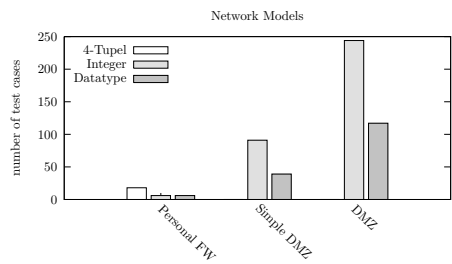 Network Models
number of test cases
250
200
150
100
50
0
4-Tupel
Integer
Datatype
Personal FW
Simple DMZ
DMZ